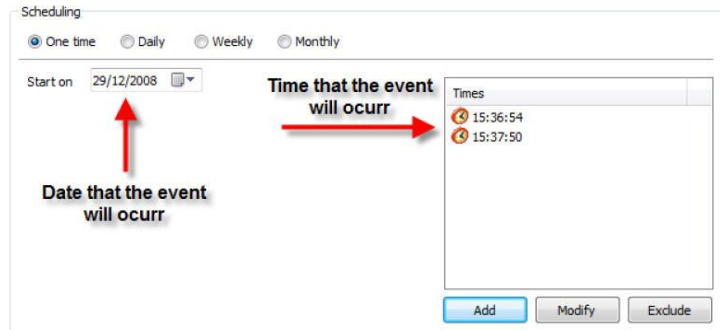 Scheduling
One time Daily Weekly Monthly
Start on 29/12/2008
Time that the event
will ocurr
Times
15:36:54
15:37:50
Date that the event
will ocurr
Add Modify Exclude